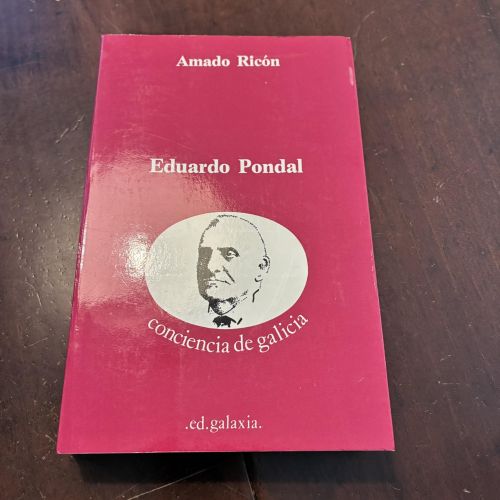 Amado Ricón
Eduardo Pondal
conciencia de galicia
.ed.galaxia.